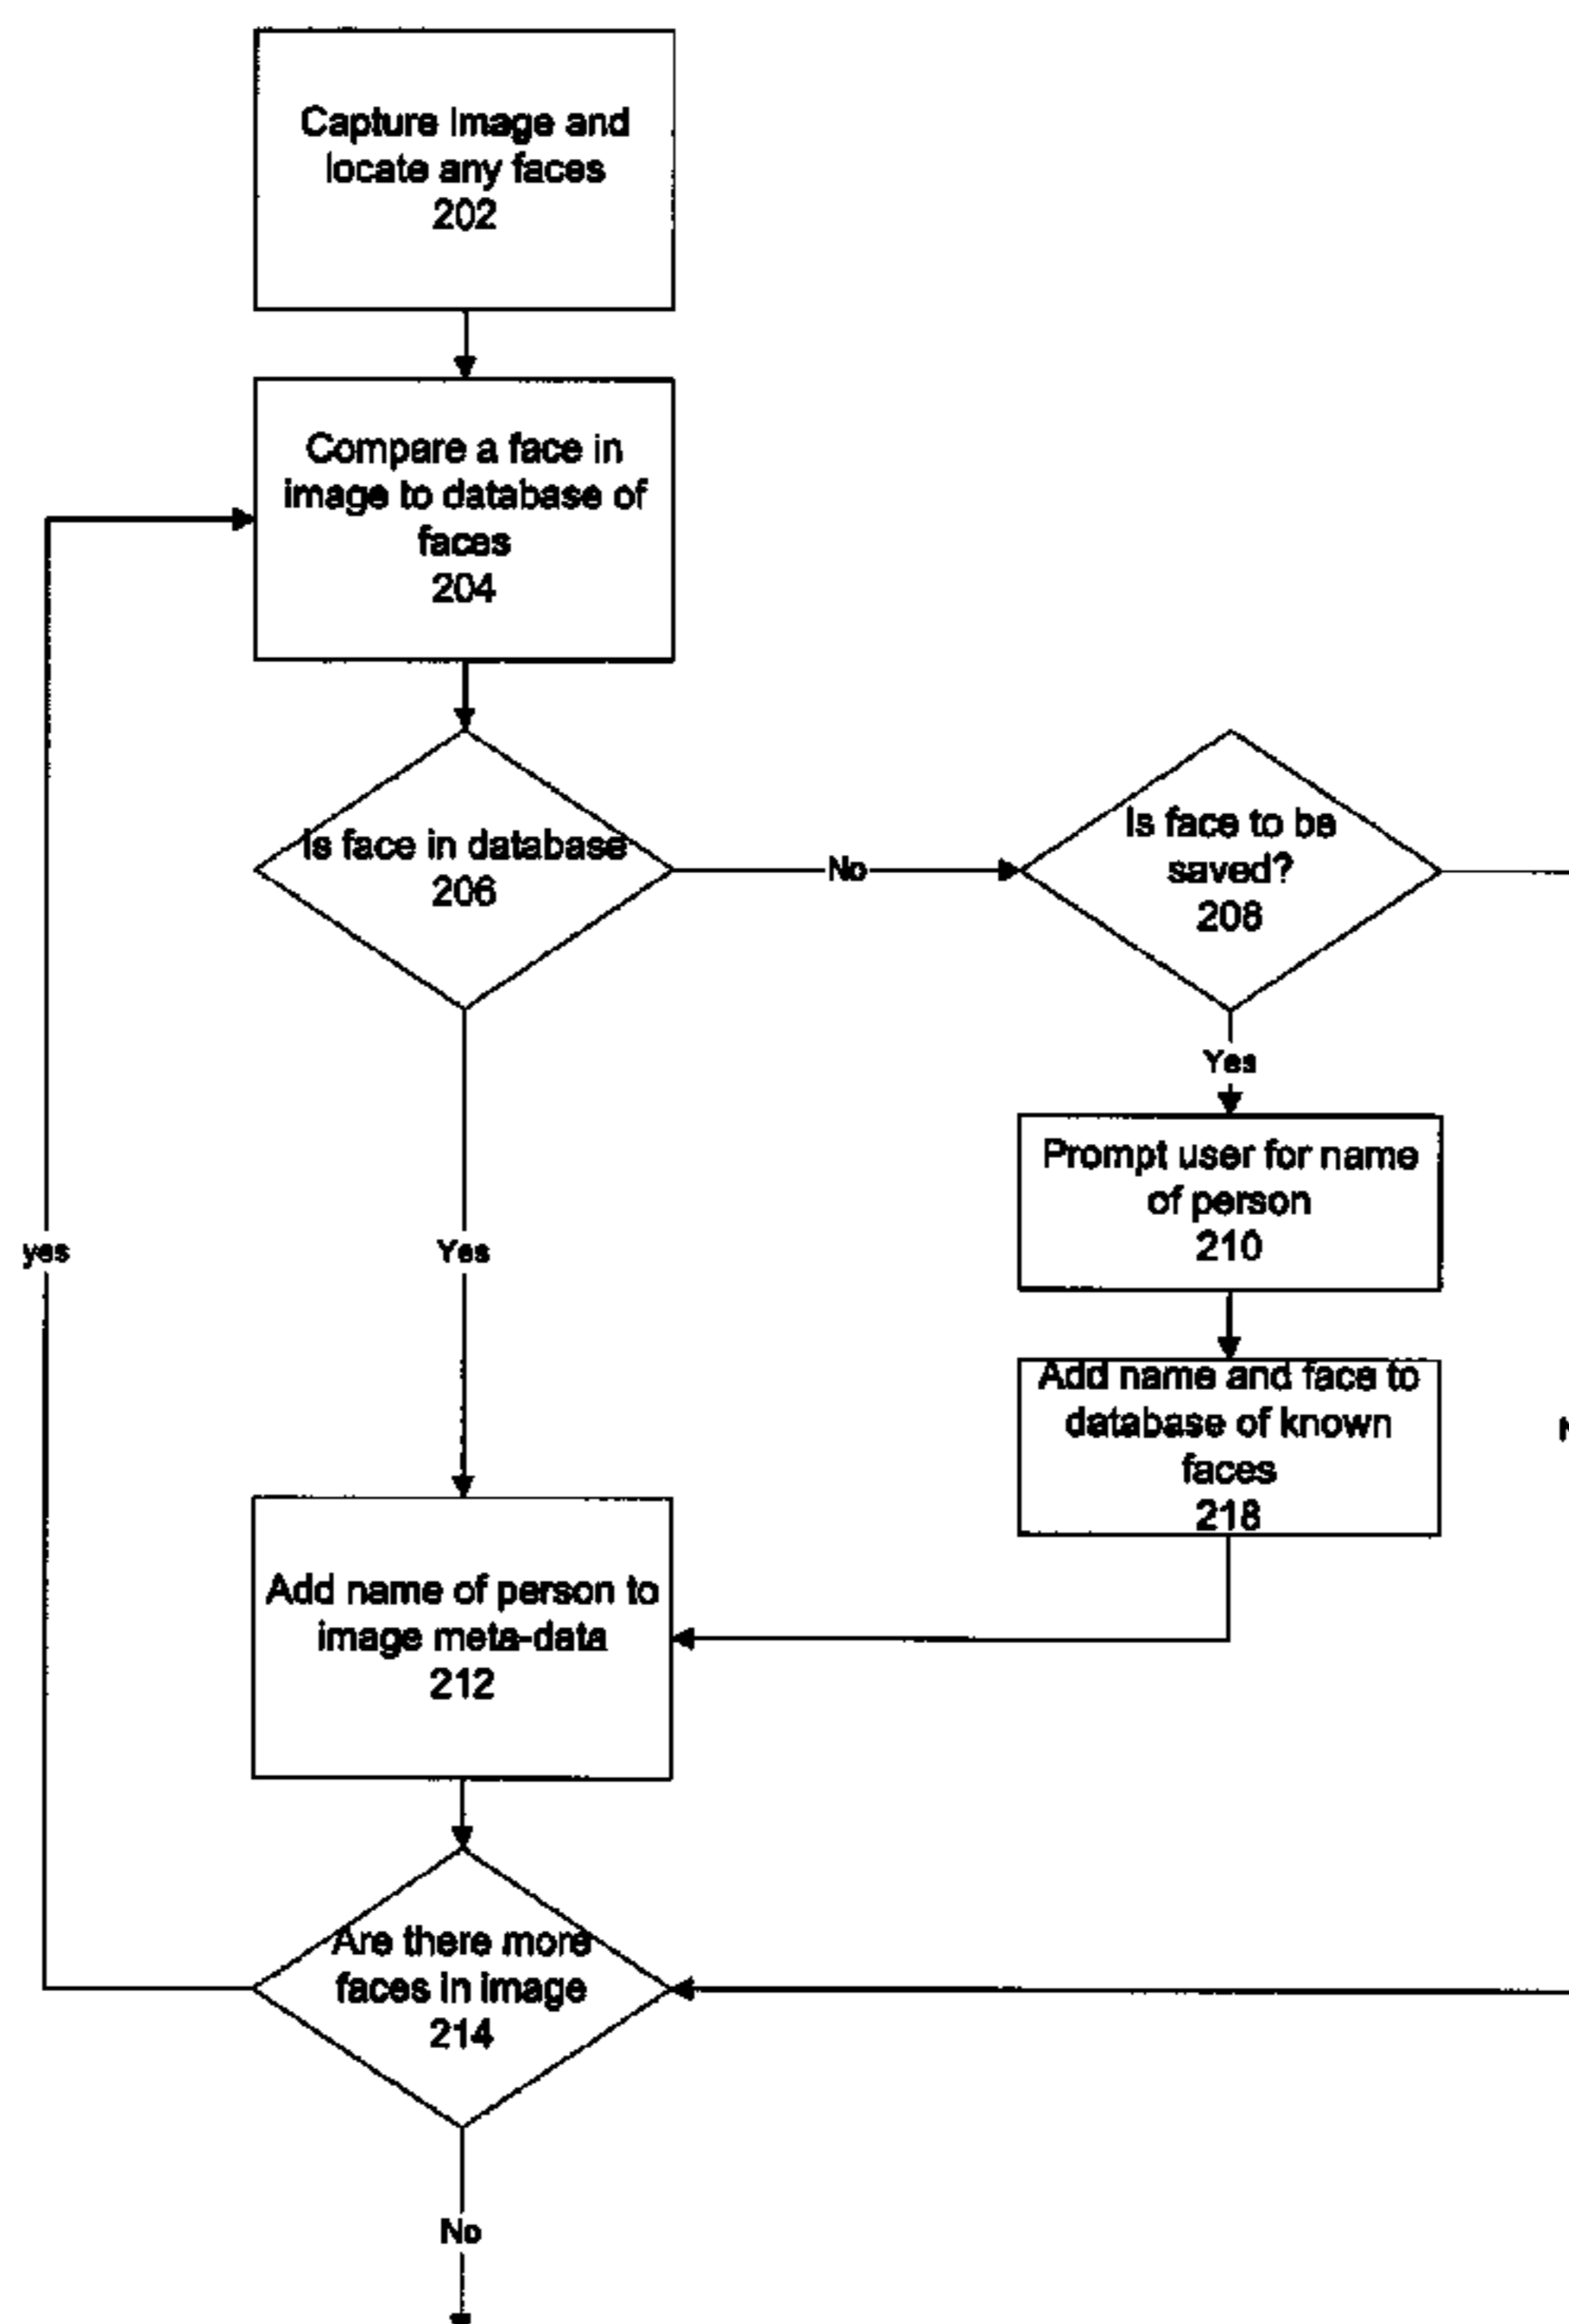 Capture Image and
locate any faces
202
Compare a face in
image to database of
faces
204
Is face in database
206
No
Is face to be
saved?
208
Yes
Prompt user for name
of person
210
yes
Yes
Add name and face to
database of known
faces
218
Add name of person to
image meta-data
212
Are there more
faces in image
214
No